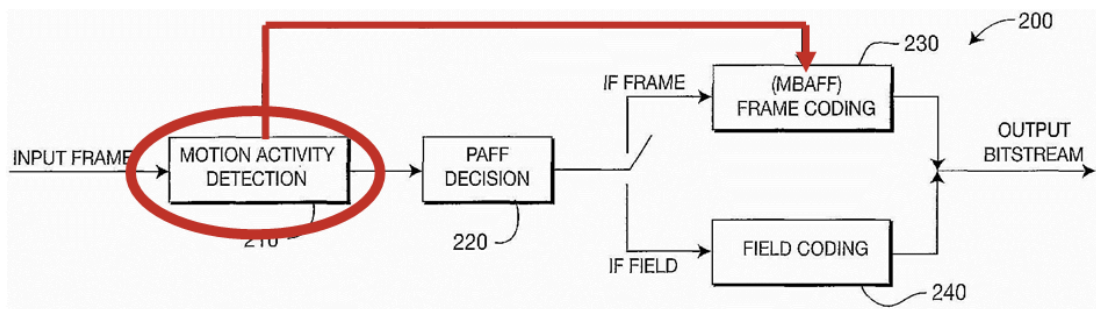 200
230
IF FRAME
(MBAFF)
FRAME CODING
INPUT FRAME
MOTION ACTIVITY
DETECTION
210
PAFF
DECISION
220
OUTPUT
BITSTREAM
IF FIELD
FIELD CODING
240